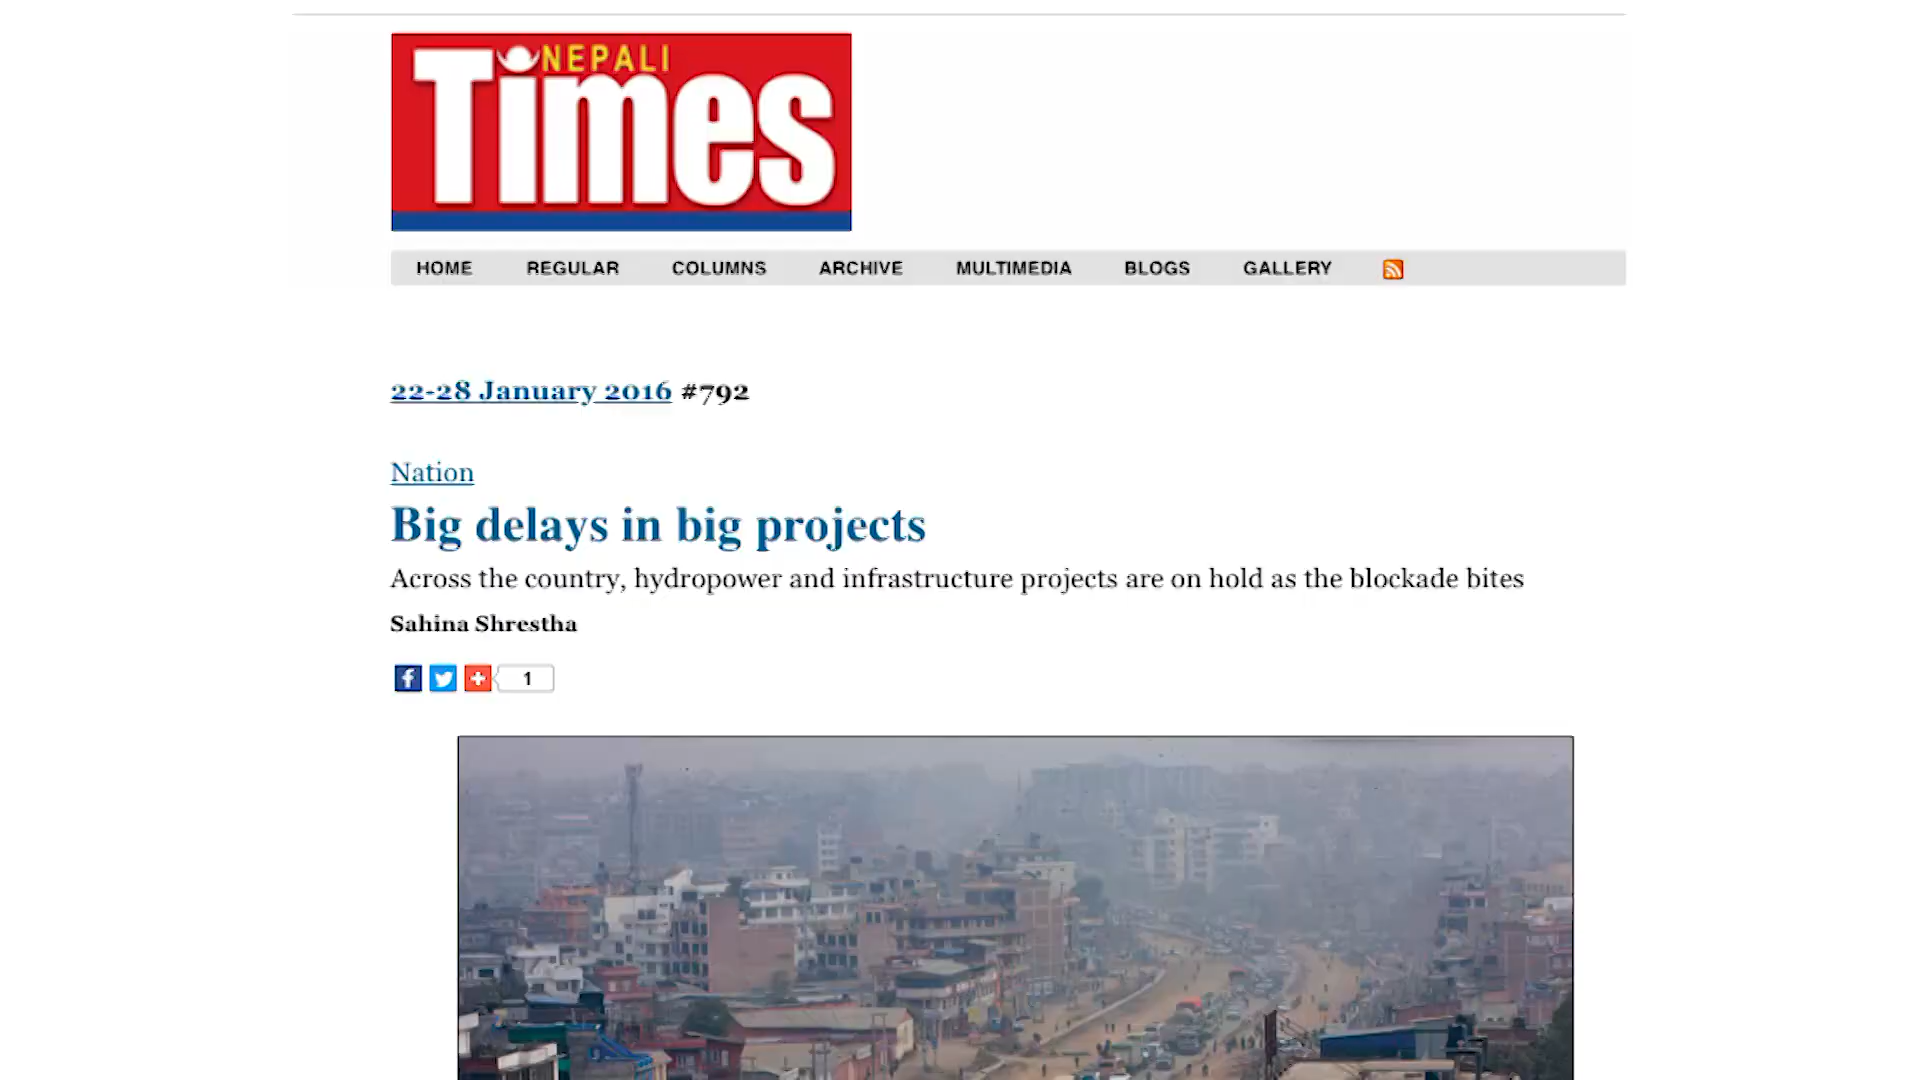 NEPALI
Times
HOME REGULAR COLUMNS ARCHIVE MULTIMEDIA BLOGS GALLERY
22-28 January 2016 #792
Nation
Big delays in big projects
Across the country, hydropower and infrastructure projects are on hold as the blockade bites
Sahina Shrestha
1